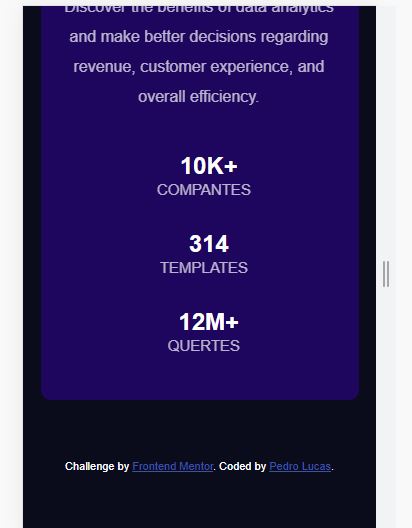 Discover the benefits of data analytics
and make better decisions regarding
revenue, customer experience, and
overall efficiency.
10K+
COMPANTES
314
TEMPLATES
12M+
QUERTES
Challenge by Frontend Mentor. Coded by Pedro Lucas.